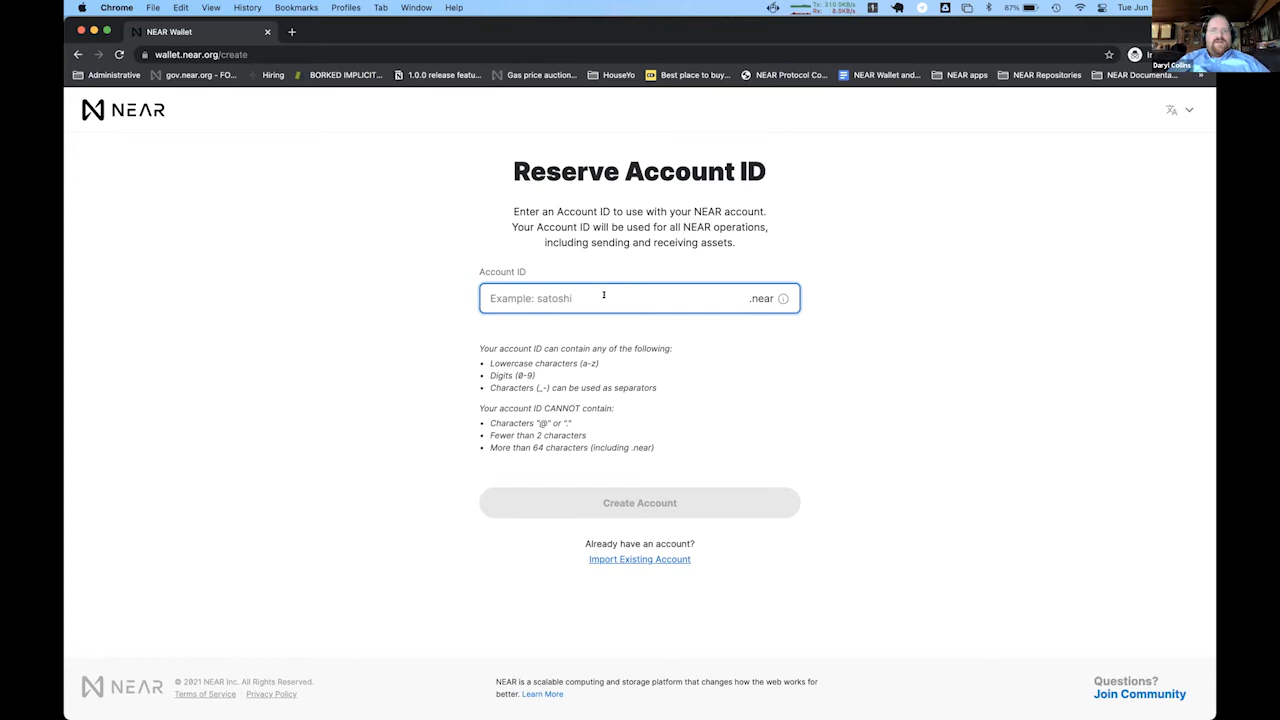 Chrome File Edit View History Bookmarks Profiles Tab Window Help
87% Tue Jun
NEAR Wallet
wallet.near.org/create
Administrative gov.near.org - FO... Hiring BORKED IMPLICIT... 1.0.0 release featu... Gas price auction... HouseYo Best place to buy... NEAR Protocol Co... NEAR Wallet and... NEAR apps NEAR Repositories NEAR Documenta... »
Daryl Collins
NEAR
Reserve Account ID
Enter an Account ID to use with your NEAR account.
Your Account ID will be used for all NEAR operations,
including sending and receiving assets.
Account ID
Example: satoshi .near
Your account ID can contain any of the following:
• Lowercase characters (a-z)
• Digits (0-9)
• Characters (_-) can be used as separators
Your account ID CANNOT contain:
• Characters "@" or "."
• Fewer than 2 characters
• More than 64 characters (including .near)
Create Account
Already have an account?
Import Existing Account
NEAR
© 2021 NEAR Inc. All Rights Reserved.
Terms of Service | Privacy Policy
NEAR is a scalable computing and storage platform that changes how the web works for
better. Learn More
Questions?
Join Community